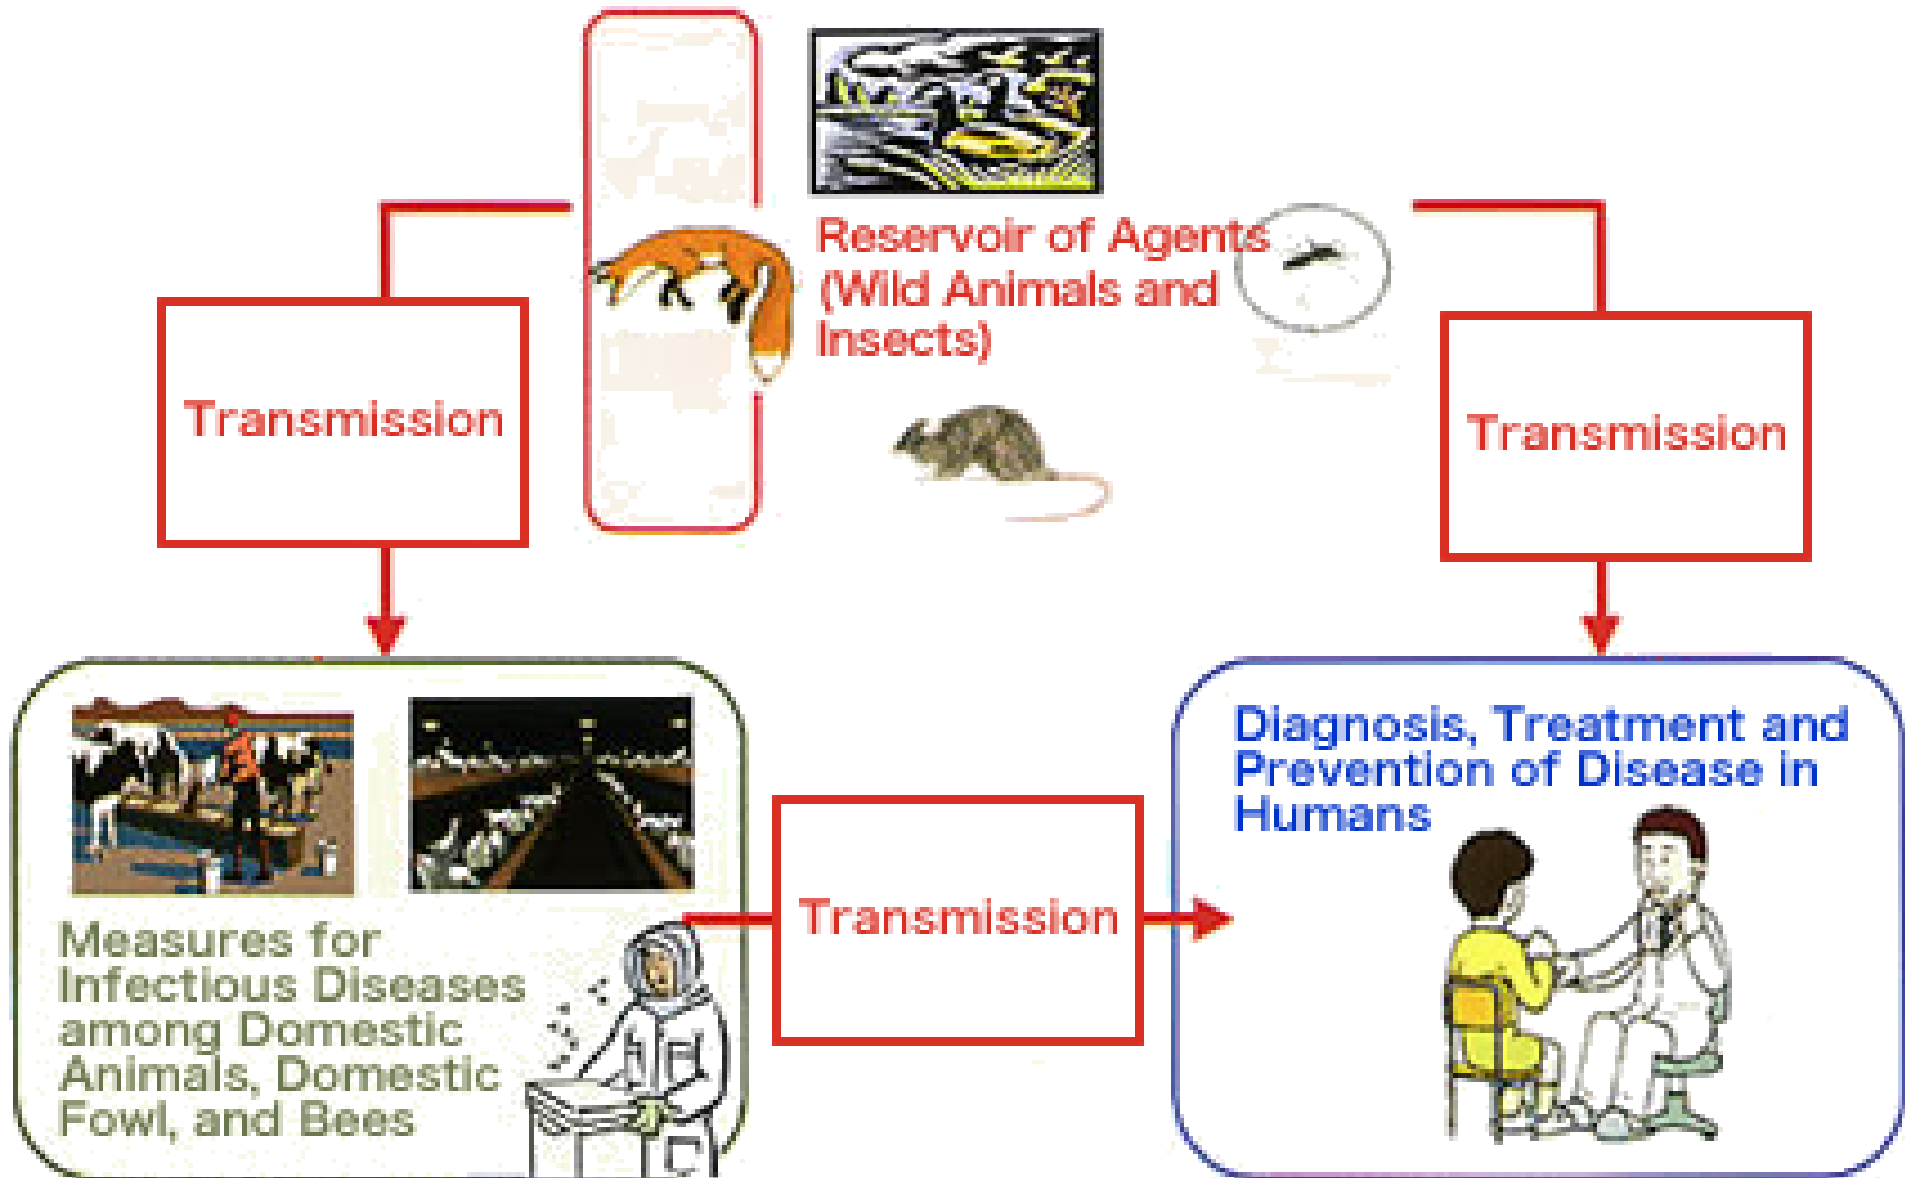 Reservoir of Agents
(Wild Animals and
Insects)
Transmission
Transmission
Diagnosis, Treatment and
Prevention of Disease in
Humans
Transmission
Measures for
Infectious Diseases
among Domestic
Animals, Domestic
Fowl, and Bees